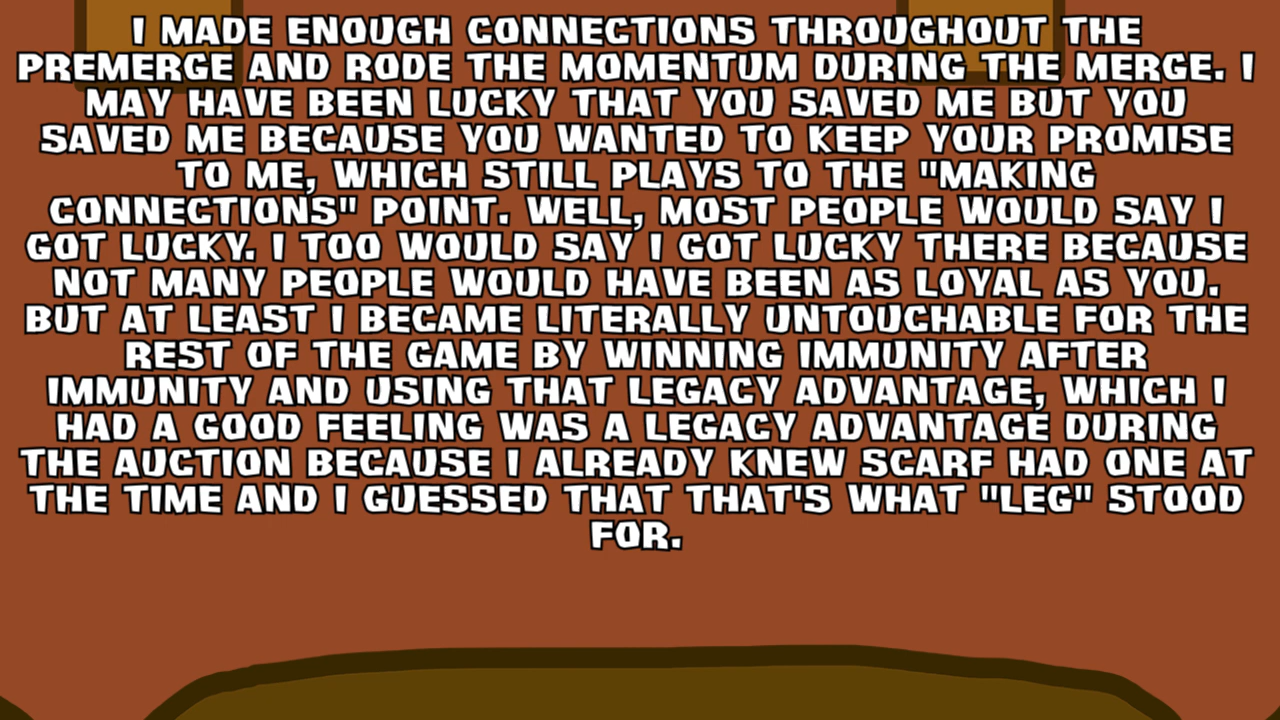 I MADE ENOUGH CONNECTIONS THROUGHOUT THE
PREMERGE AND RODE THE MOMENTUM DURING THE MERGE. I
MAY HAVE BEEN LUCKY THAT YOU SAVED ME BUT YOU
SAVED ME BECAUSE YOU WANTED TO KEEP YOUR PROMISE
TO ME, WHICH STILL PLAYS TO THE "MAKING
CONNECTIONS" POINT. WELL, MOST PEOPLE WOULD SAY I
GOT LUCKY. I TOO WOULD SAY I GOT LUCKY THERE BECAUSE
NOT MANY PEOPLE WOULD HAVE BEEN AS LOYAL AS YOU.
BUT AT LEAST I BECAME LITERALLY UNTOUCHABLE FOR THE
REST OF THE GAME BY WINNING IMMUNITY AFTER
IMMUNITY AND USING THAT LEGACY ADVANTAGE, WHICH I
HAD A GOOD FEELING WAS A LEGACY ADVANTAGE DURING
THE AUCTION BECAUSE I ALREADY KNEW SCARF HAD ONE AT
THE TIME AND I GUESSED THAT THAT'S WHAT "LEG" STOOD
FOR.